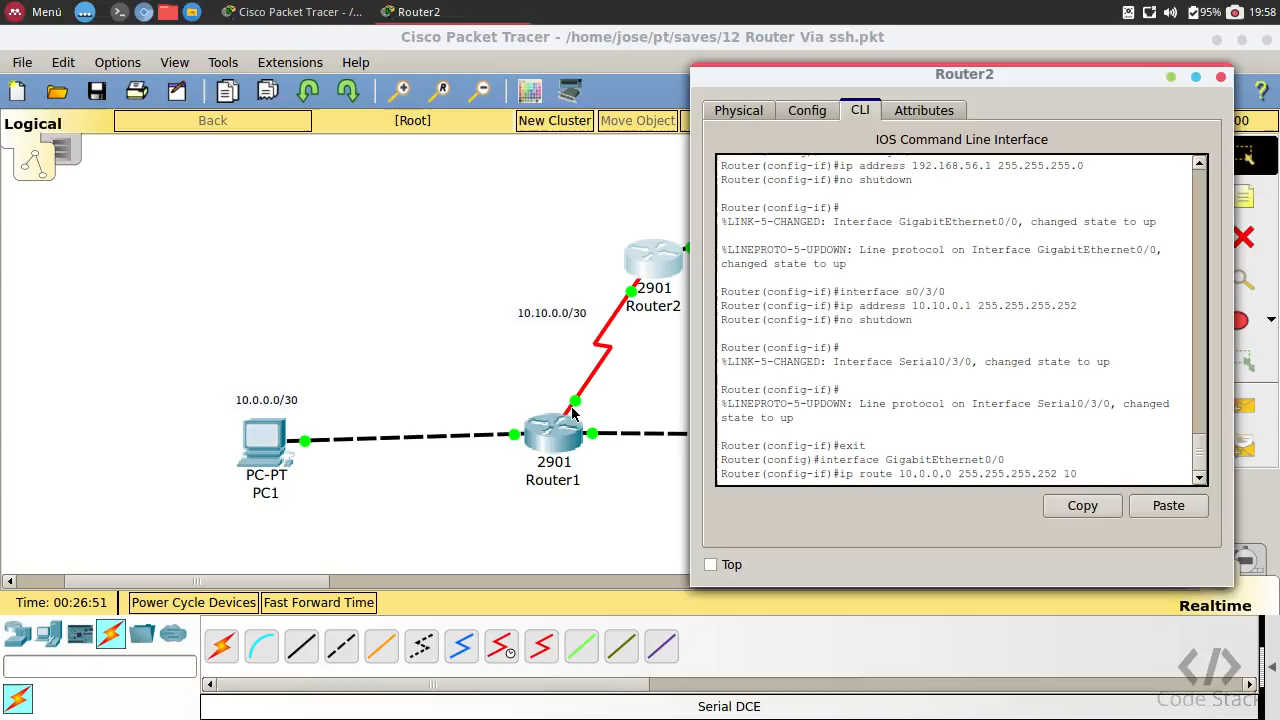 Menú
Cisco Packet Tracer - /...
Router2
95%
19:58
Cisco Packet Tracer - /home/jose/pt/saves/12 Router Via ssh.pkt
File Edit Options View Tools Extensions Help
Logical
Back
[Root]
New Cluster
Move Object
00
Router2
Physical Config CLI Attributes
IOS Command Line Interface
Router(config-if)#ip address 192.168.56.1 255.255.255.0
Router(config-if)#no shutdown
Router(config-if)#
%LINK-5-CHANGED: Interface GigabitEthernet0/0, changed state to up
%LINEPROTO-5-UPDOWN: Line protocol on Interface GigabitEthernet0/0,
changed state to up
Router(config-if)#interface s0/3/0
Router(config-if)#ip address 10.10.0.1 255.255.255.252
Router(config-if)#no shutdown
Router(config-if)#
%LINK-5-CHANGED: Interface Serial0/3/0, changed state to up
Router(config-if)#
%LINEPROTO-5-UPDOWN: Line protocol on Interface Serial0/3/0, changed
state to up
Router(config-if)#exit
Router(config)#interface GigabitEthernet0/0
Router(config-if)#ip route 10.0.0.0 255.255.255.252 10
Copy
Paste
Top
2901
Router2
10.10.0.0/30
10.0.0.0/30
PC-PT
PC1
2901
Router1
Time: 00:26:51
Power Cycle Devices
Fast Forward Time
Realtime
Serial DCE
Code Stack